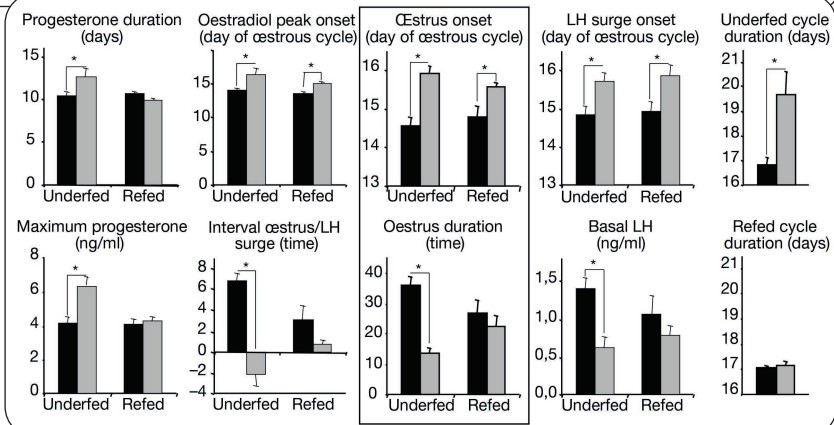 Progesterone duration
(days)
15
10
5
0
*
Underfed Refed
Oestradiol peak onset
(day of œstrous cycle)
15
10
5
0
*
*
Underfed Refed
Œstrus onset
(day of œstrous cycle)
16
15
14
13
*
*
Underfed Refed
LH surge onset
(day of œstrous cycle)
16
15
14
13
*
*
Underfed Refed
Underfed cycle
duration (days)
21
20
19
18
17
16
*
Maximum progesterone
(ng/ml)
8
6
4
2
0
*
Underfed Refed
Interval œstrus/LH
surge (time)
8
6
4
2
0
−2
−4
*
Underfed Refed
Oestrus duration
(time)
40
30
20
10
0
*
Underfed Refed
Basal LH
(ng/ml)
1,5
1,0
0,5
0,0
*
Underfed Refed
Refed cycle
duration (days)
21
20
19
18
17
16